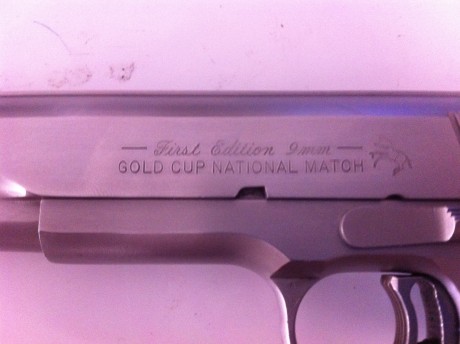 First Edition 9mm
GOLD CUP NATIONAL MATCH